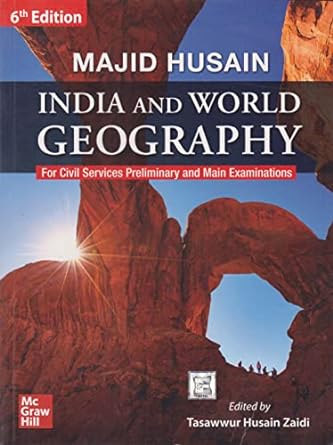 6th Edition
MAJID HUSAIN
INDIA AND WORLD
GEOGRAPHY
For Civil Services Preliminary and Main Examinations
Mc
Graw
Hill
Edited by
Tasawwur Husain Zaidi